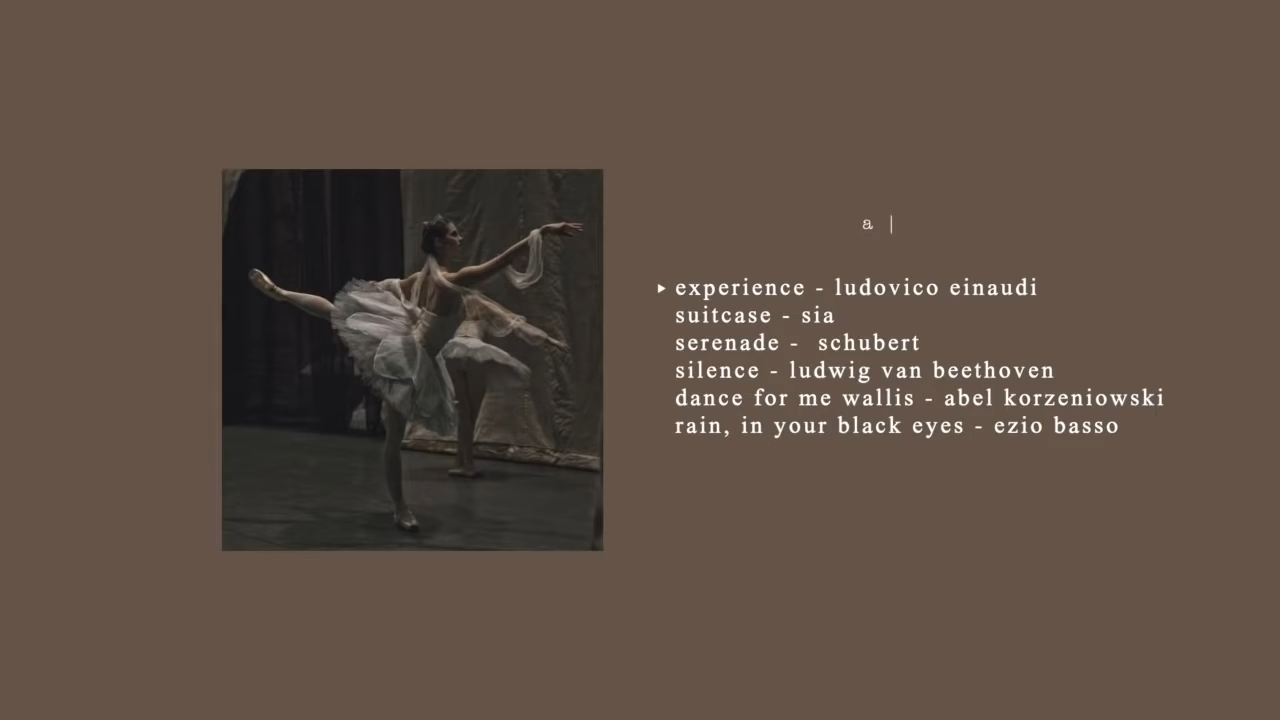 a |
▸ experience - ludovico einaudi
suitcase - sia
serenade - schubert
silence - ludwig van beethoven
dance for me wallis - abel korzeniowski
rain, in your black eyes - ezio basso